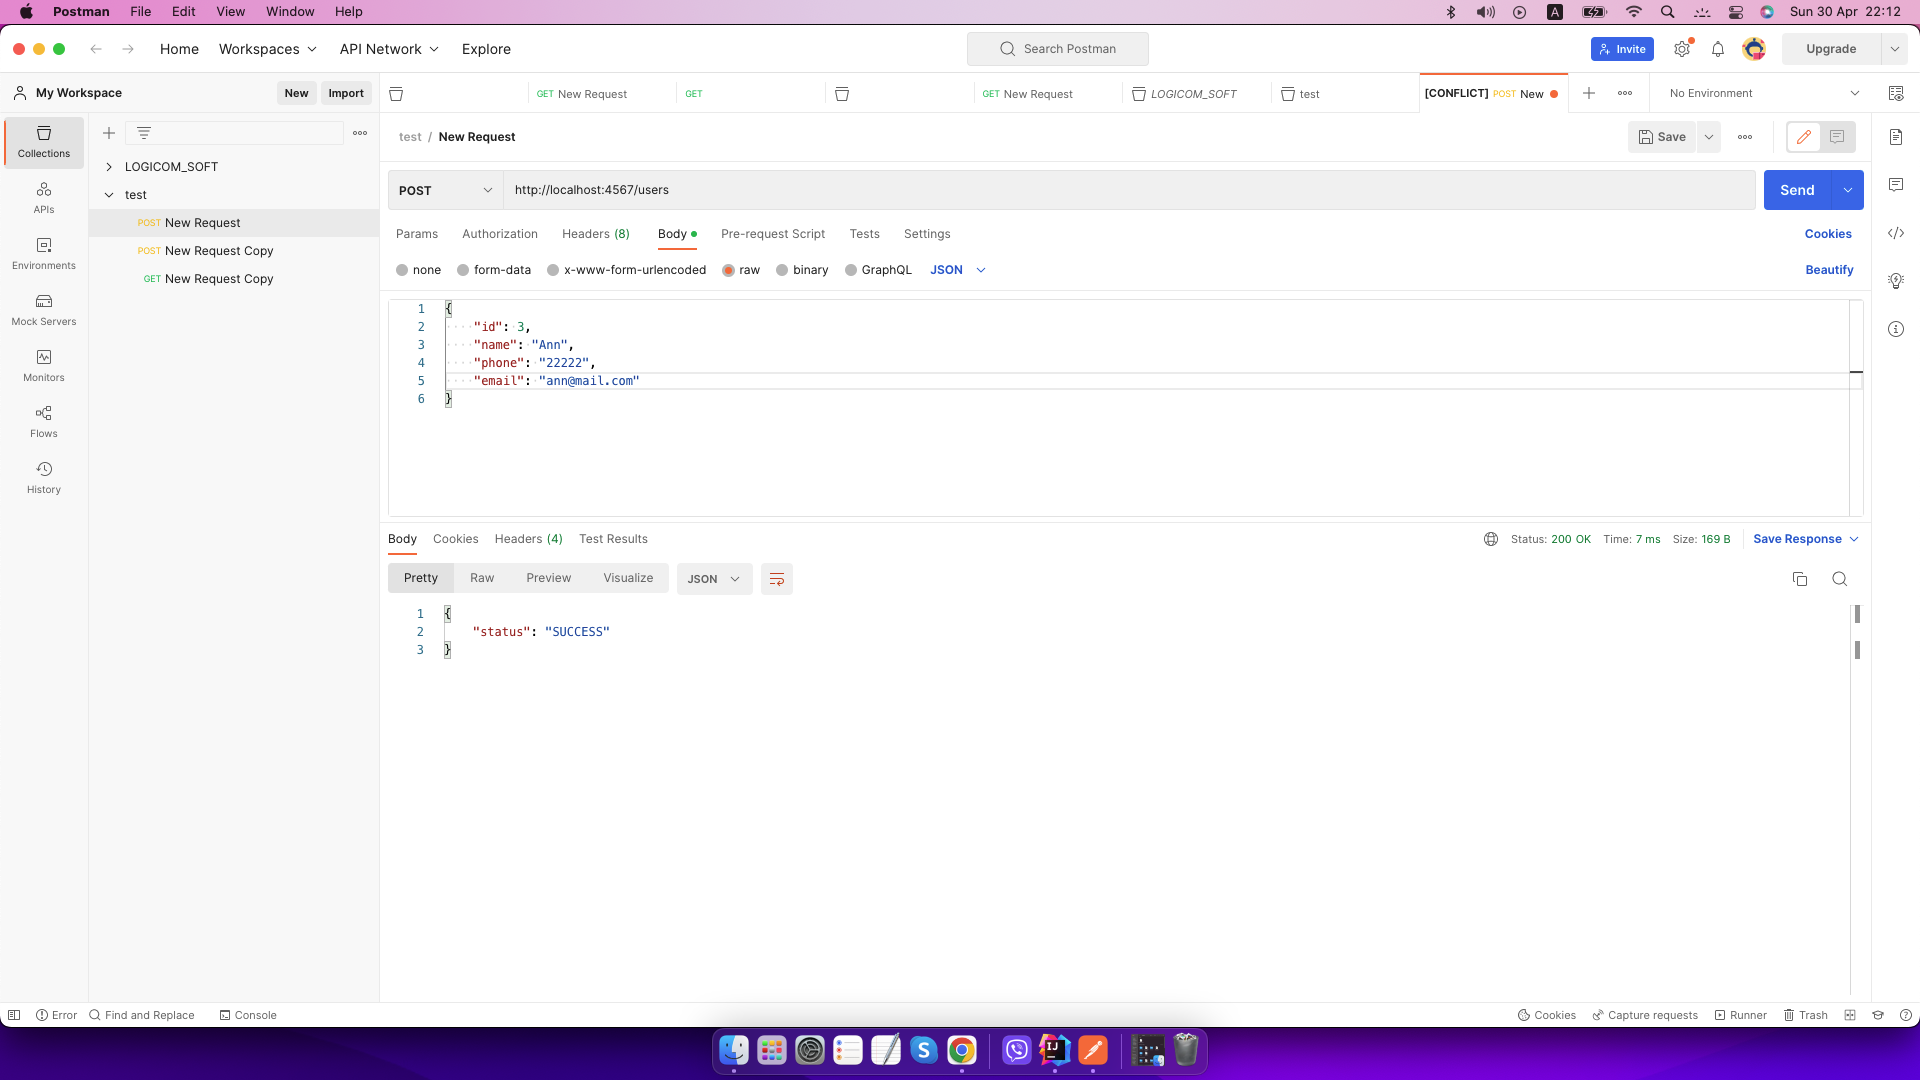 Postman File Edit View Window Help A Sun 30 Apr 22:12
Home Workspaces API Network Explore Search Postman Invite Upgrade
My Workspace New Import GET New Request GET GET New Request LOGICOM_SOFT test [CONFLICT] POST New No Environment
Collections
APIs
Environments
Mock Servers
Monitors
Flows
History
LOGICOM_SOFT
test
POST New Request
POST New Request Copy
GET New Request Copy
test / New Request Save
POST http://localhost:4567/users Send
Params Authorization Headers (8) Body Pre-request Script Tests Settings Cookies
none form-data x-www-form-urlencoded raw binary GraphQL JSON Beautify
1 {
2 "id": 3,
3 "name": "Ann",
4 "phone": "22222",
5 "email": "ann@mail.com"
6 }
Body Cookies Headers (4) Test Results Status: 200 OK Time: 7 ms Size: 169 B Save Response
Pretty Raw Preview Visualize JSON
1 {
2 "status": "SUCCESS"
3 }
Error Find and Replace Console Cookies Capture requests Runner Trash
S IJ